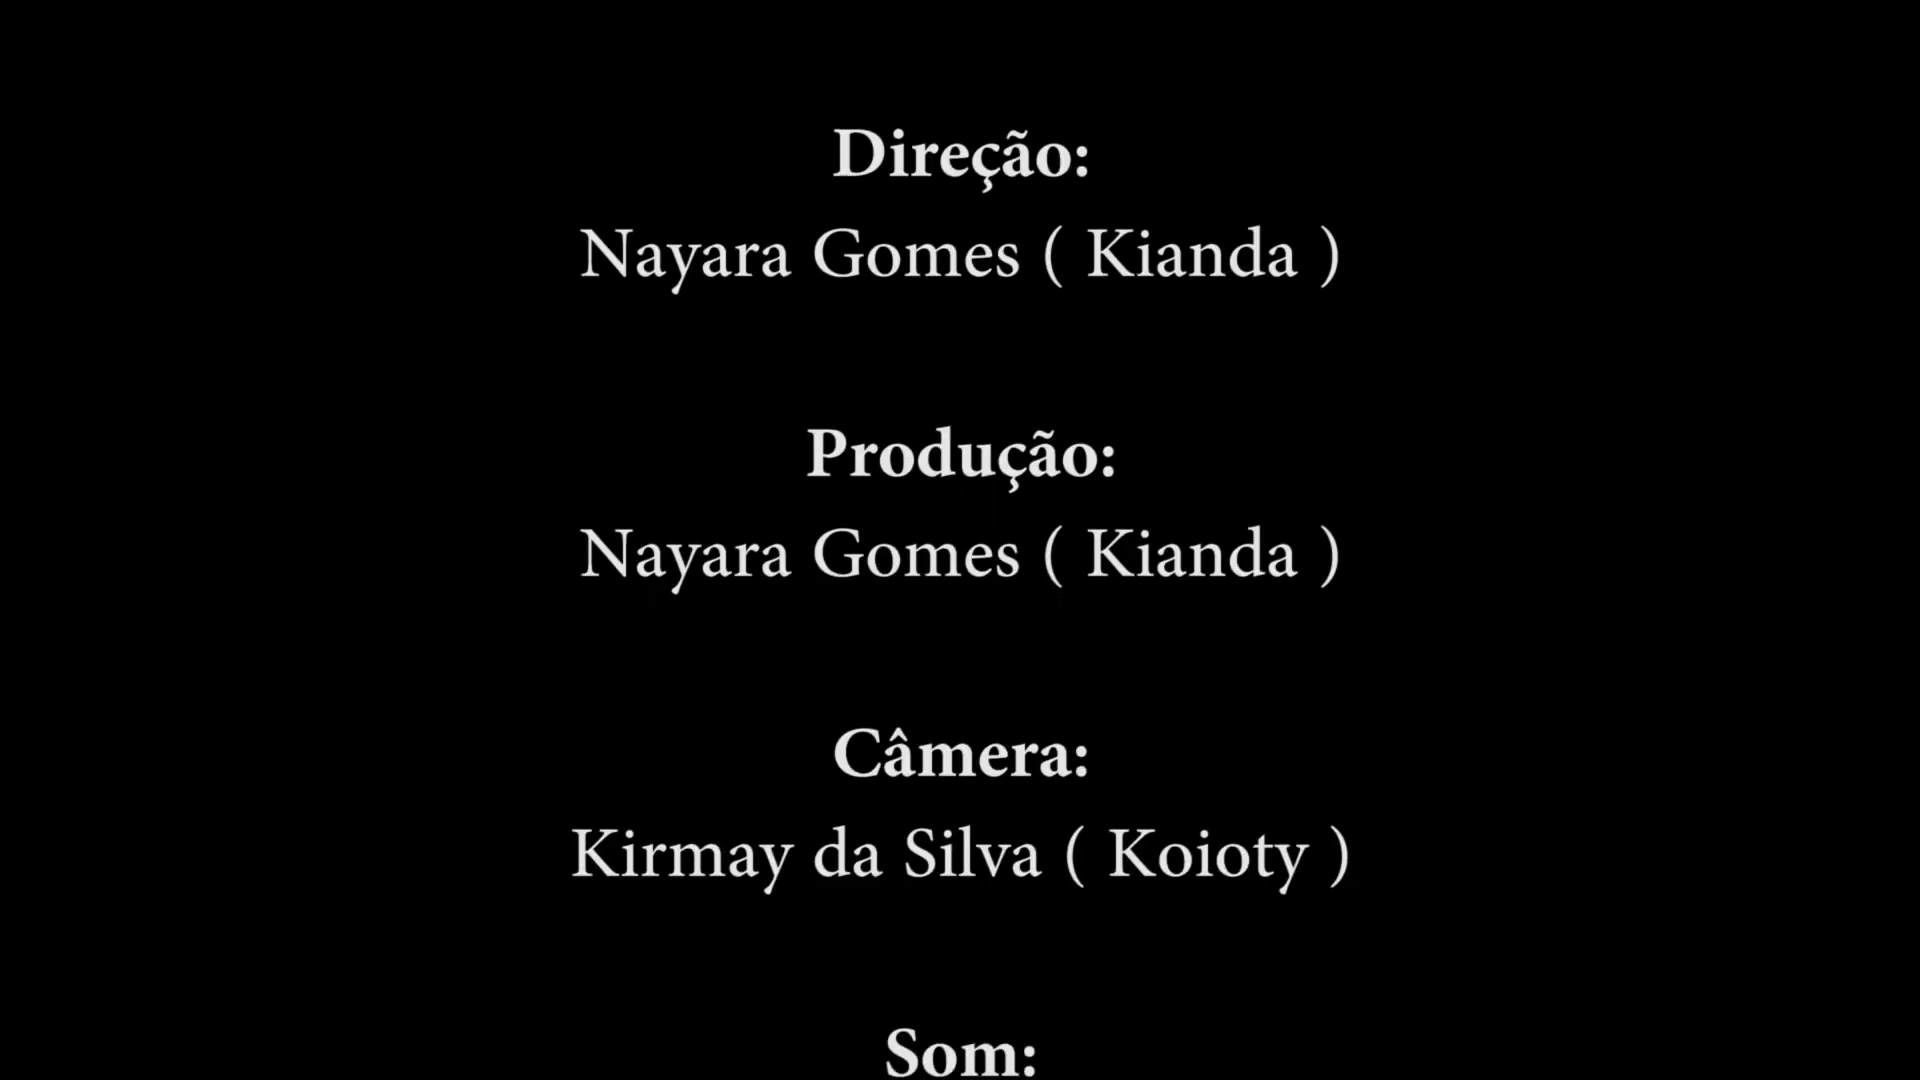 Direção:
Nayara Gomes ( Kianda )
Produção:
Nayara Gomes ( Kianda )
Câmera:
Kirmay da Silva ( Koioty )
Som: